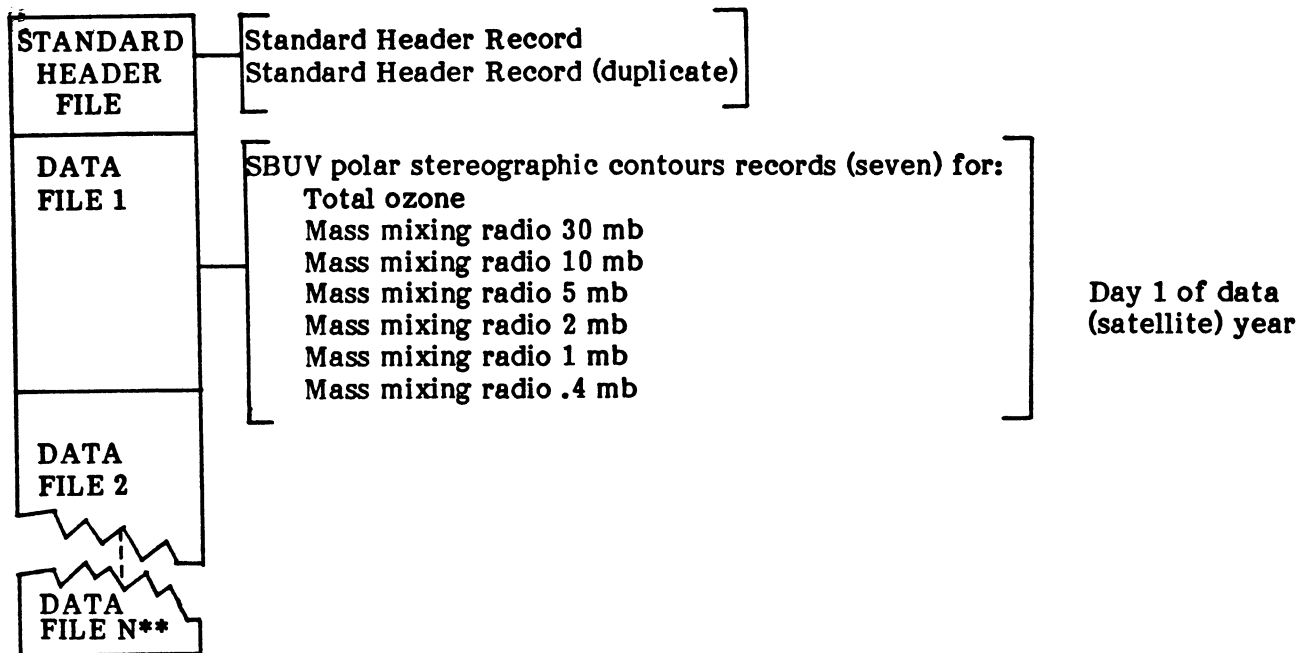 STANDARD
HEADER
FILE
Standard Header Record
Standard Header Record (duplicate)
DATA
FILE 1
SBUV polar stereographic contours records (seven) for:
Total ozone
Mass mixing radio 30 mb
Mass mixing radio 10 mb
Mass mixing radio 5 mb
Mass mixing radio 2 mb
Mass mixing radio 1 mb
Mass mixing radio .4 mb
Day 1 of data
(satellite) year
DATA
FILE 2
DATA
FILE N**